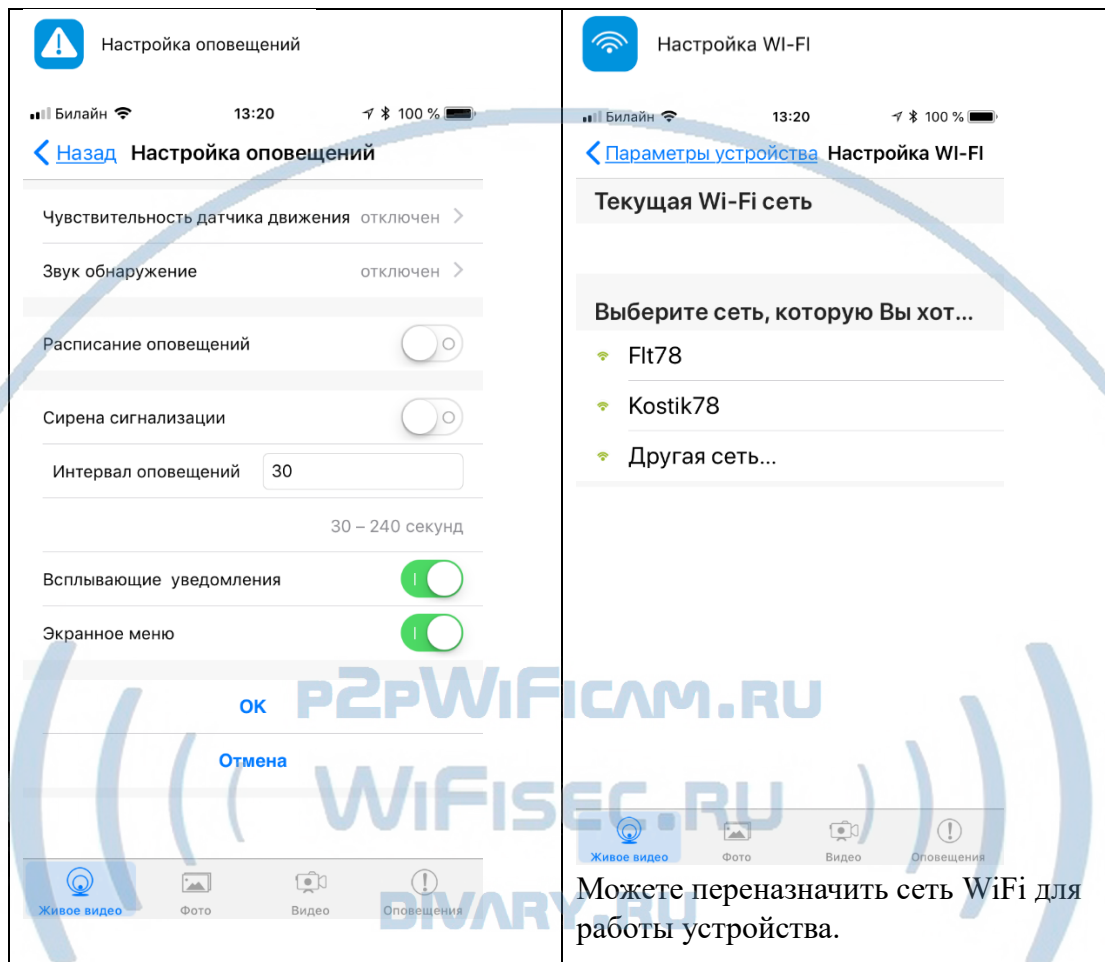 Настройка оповещений
Билайн 13:20 100 %
Назад Настройка оповещений
Чувствительность датчика движения отключен
Звук обнаружение отключен
Расписание оповещений
Сирена сигнализации
Интервал оповещений 30
30 – 240 секунд
Всплывающие уведомления
Экранное меню
ОК
Отмена
Живое видео Фото Видео Оповещения
Настройка WI-FI
Билайн 13:20 100 %
Параметры устройства Настройка WI-FI
Текущая Wi-Fi сеть
Выберите сеть, которую Вы хот...
Flt78
Kostik78
Другая сеть...
Живое видео Фото Видео Оповещения
Можете переназначить сеть WiFi для
работы устройства.
P2PWIFICAM.RU
WIFISEC.RU
DIVARY.RU